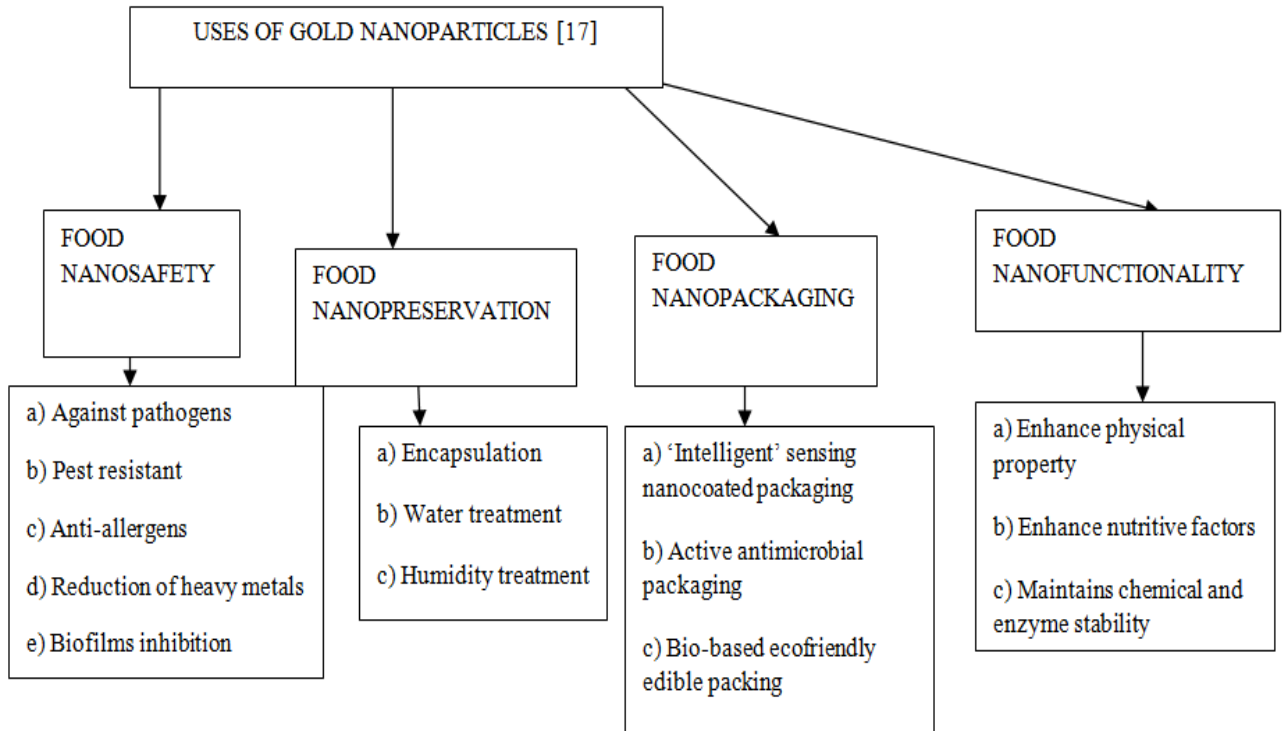 USES OF GOLD NANOPARTICLES [17]
FOOD
NANOSAFETY
FOOD
NANOPRESERVATION
FOOD
NANOPACKAGING
FOOD
NANOFUNCTIONALITY
a) Against pathogens
b) Pest resistant
c) Anti-allergens
d) Reduction of heavy metals
e) Biofilms inhibition
a) Encapsulation
b) Water treatment
c) Humidity treatment
a) ‘Intelligent’ sensing
nanocoated packaging
b) Active antimicrobial
packaging
c) Bio-based ecofriendly
edible packing
a) Enhance physical
property
b) Enhance nutritive factors
c) Maintains chemical and
enzyme stability